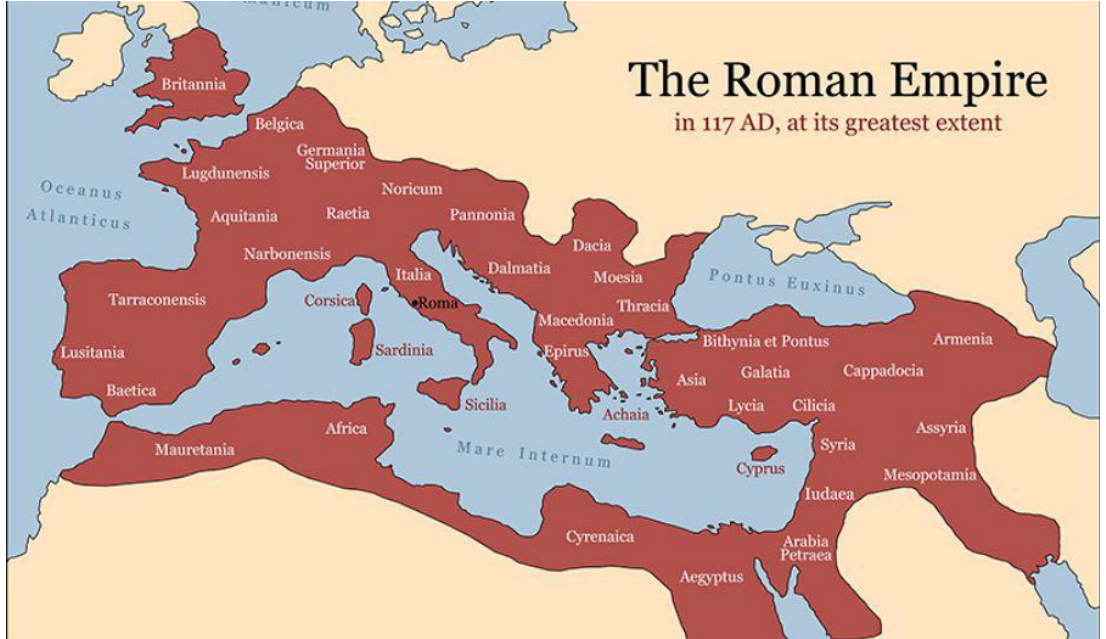 Britannia
The Roman Empire
in 117 AD, at its greatest extent
Belgica
Germania
Superior
Lugdunensis
Noricum
Oceanus
Atlanticus
Aquitania
Raetia
Pannonia
Narbonensis
Dacia
Italia
Dalmatia
Moesia
Pontus Euxinus
Tarraconensis
Corsica
Roma
Thracia
Macedonia
Bithynia et Pontus
Armenia
Lusitania
Sardinia
Epirus
Asia
Galatia
Cappadocia
Baetica
Sicilia
Achaia
Lycia
Cilicia
Mauretania
Africa
Mare Internum
Syria
Assyria
Cyprus
Mesopotamia
Iudaea
Cyrenaica
Arabia
Petraea
Aegyptus